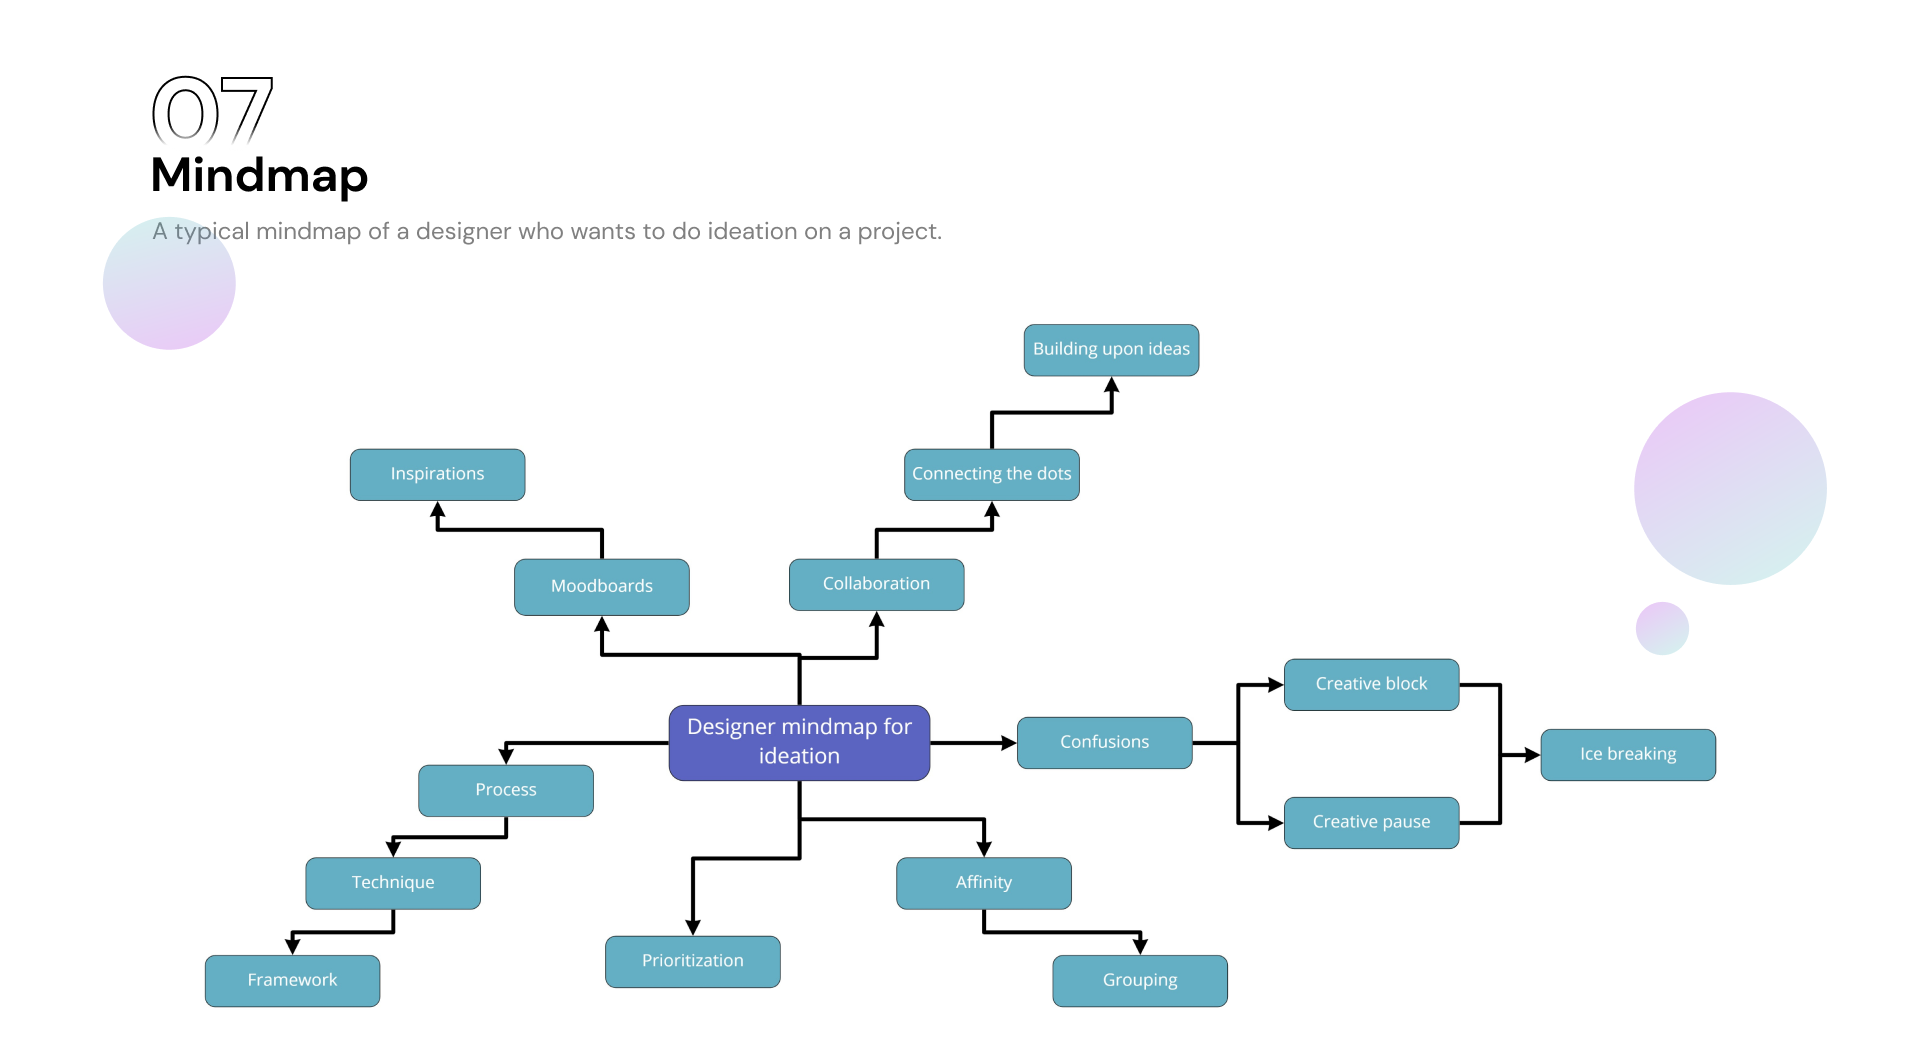 07
Mindmap
A typical mindmap of a designer who wants to do ideation on a project.
Building upon ideas
Inspirations
Connecting the dots
Moodboards
Collaboration
Designer mindmap for
ideation
Confusions
Creative block
Creative pause
Ice breaking
Process
Technique
Framework
Prioritization
Affinity
Grouping